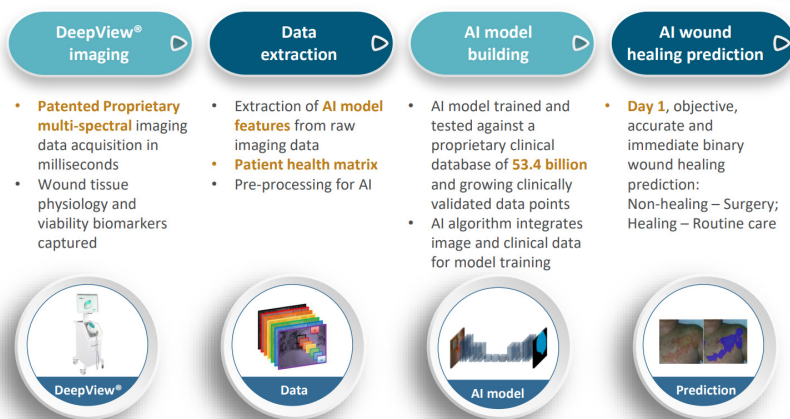 DeepView®
imaging
Data
extraction
AI model
building
AI wound
healing prediction
• Patented Proprietary
multi-spectral imaging
data acquisition in
milliseconds
• Wound tissue
physiology and
viability biomarkers
captured
• Extraction of AI model
features from raw
imaging data
• Patient health matrix
• Pre-processing for AI
• AI model trained and
tested against a
proprietary clinical
database of 53.4 billion
and growing clinically
validated data points
• AI algorithm integrates
image and clinical data
for model training
• Day 1, objective,
accurate and
immediate binary
wound healing
prediction:
Non-healing – Surgery;
Healing – Routine care
DeepView®
Data
AI model
Prediction